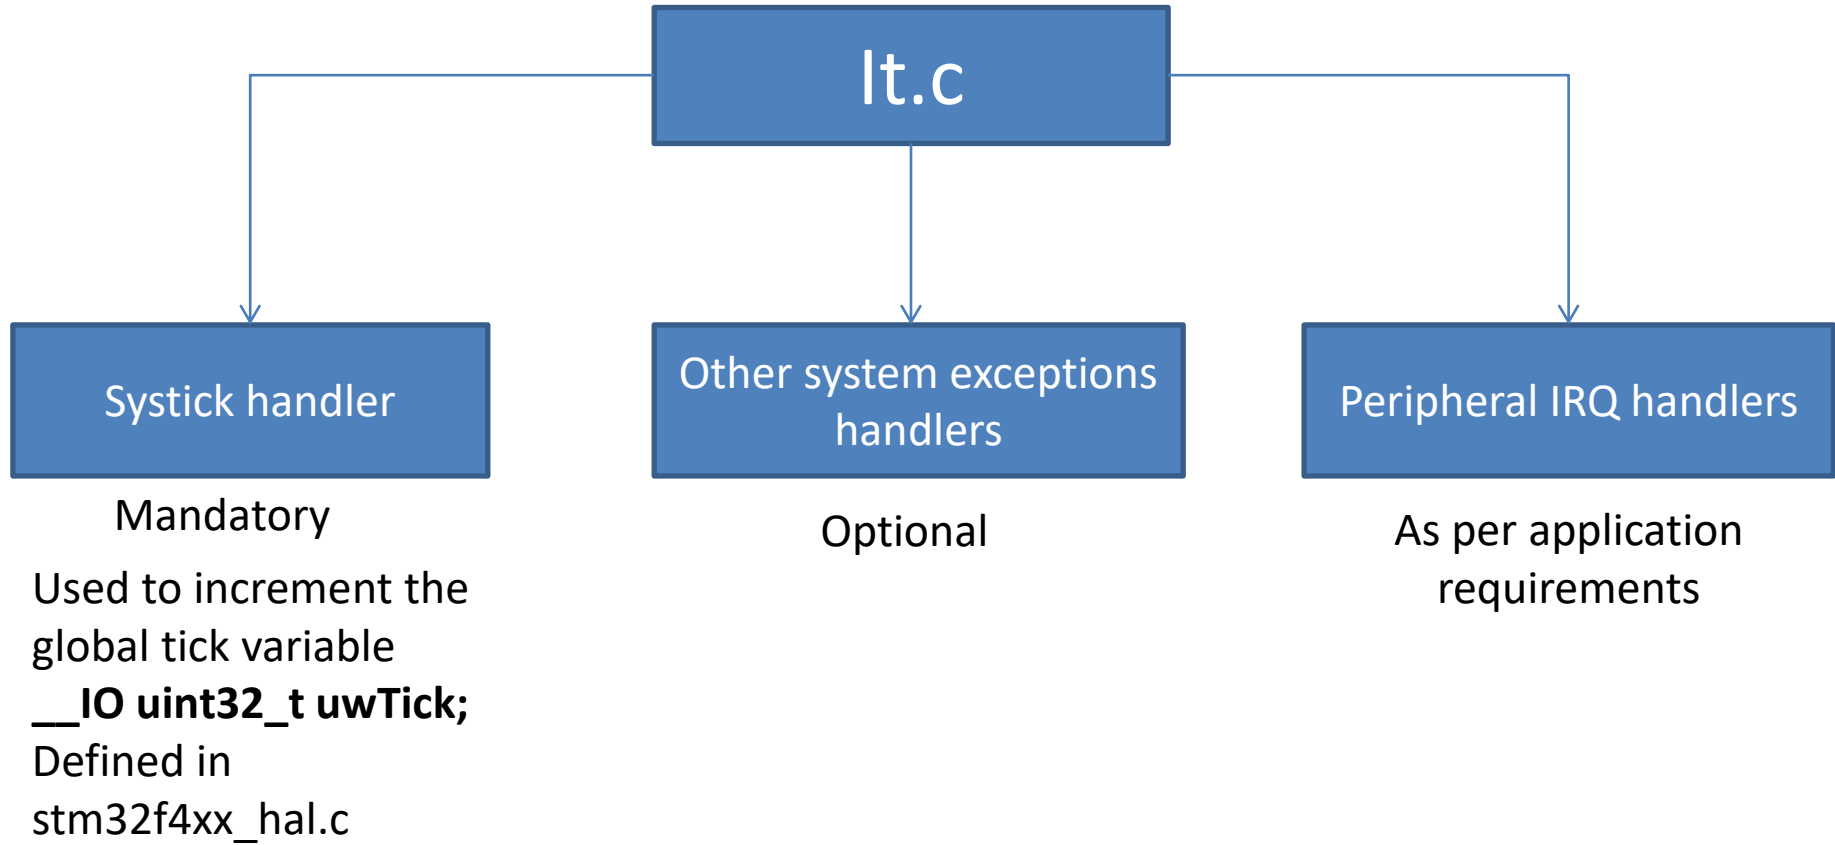 It.c
Systick handler
Other system exceptions
handlers
Peripheral IRQ handlers
Mandatory
Used to increment the
global tick variable
__IO uint32_t uwTick;
Defined in
stm32f4xx_hal.c
Optional
As per application
requirements